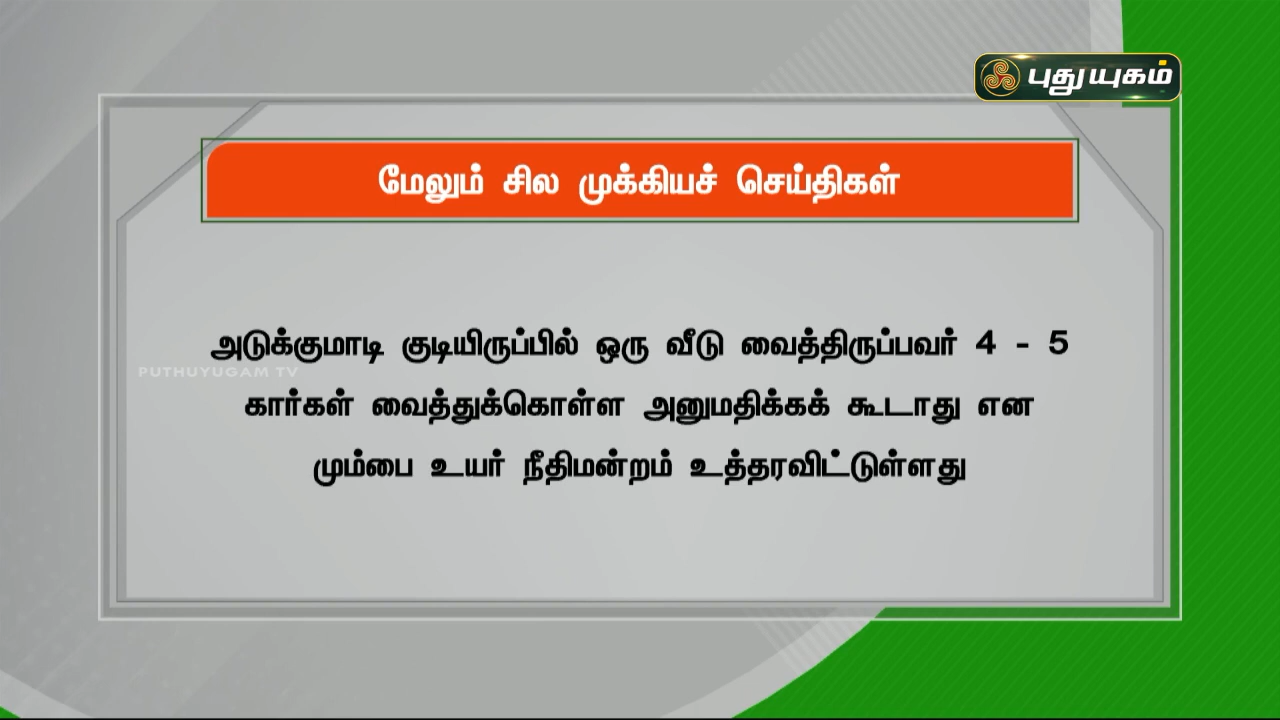 புதுயுகம்
மேலும் சில முக்கியச் செய்திகள்
அடுக்குமாடி குடியிருப்பில் ஒரு வீடு வைத்திருப்பவர் 4 - 5
PUTHUYUGAM TV
கார்கள் வைத்துக்கொள்ள அனுமதிக்கக் கூடாது என
மும்பை உயர் நீதிமன்றம் உத்தரவிட்டுள்ளது